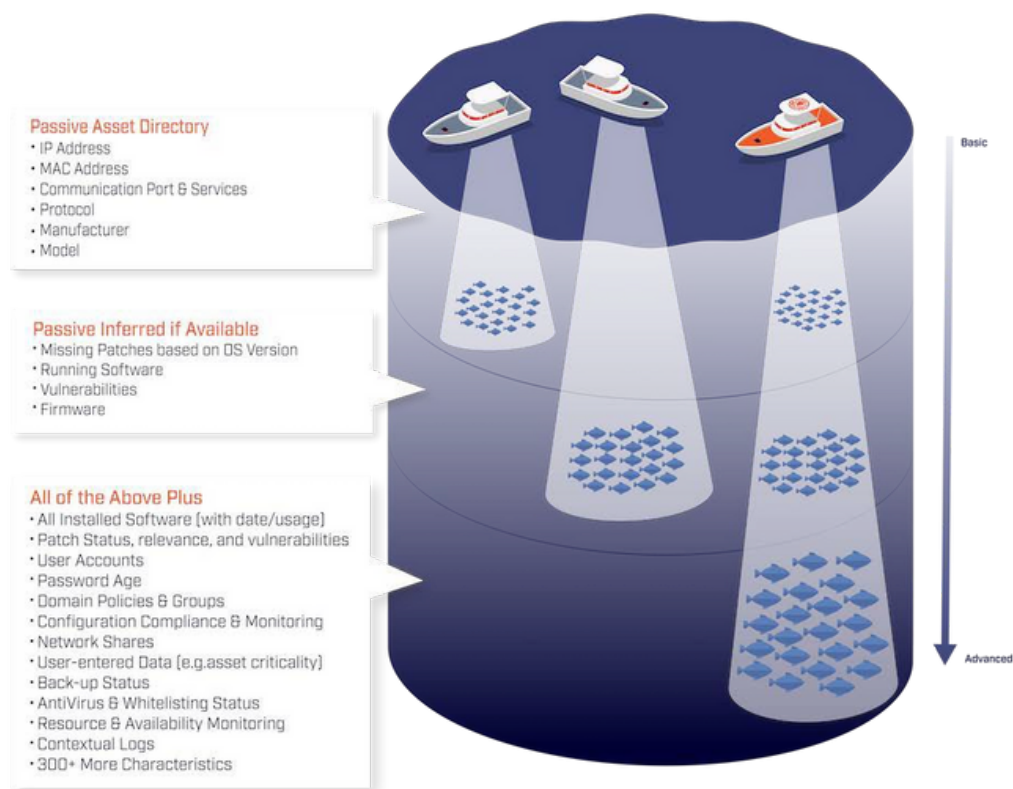 Passive Asset Directory
• IP Address
• MAC Address
• Communication Port & Services
• Protocol
• Manufacturer
• Model
Passive Inferred if Available
• Missing Patches based on OS Version
• Running Software
• Vulnerabilities
• Firmware
All of the Above Plus
• All Installed Software (with date/usage)
• Patch Status, relevance, and vulnerabilities
• User Accounts
• Password Age
• Domain Policies & Groups
• Configuration Compliance & Monitoring
• Network Shares
• User-entered Data (e.g.asset criticality)
• Back-up Status
• AntiVirus & Whitelisting Status
• Resource & Availability Monitoring
• Contextual Logs
• 300+ More Characteristics
Basic
Advanced